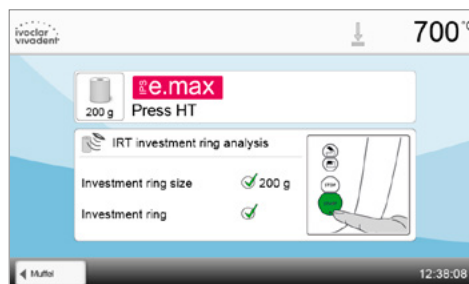 ivoclar
vivadent
700 °C
200 g
IPS e.max
Press HT
IRT investment ring analysis
Investment ring size 200 g
Investment ring
STOP
START
Muffel
12:38:08